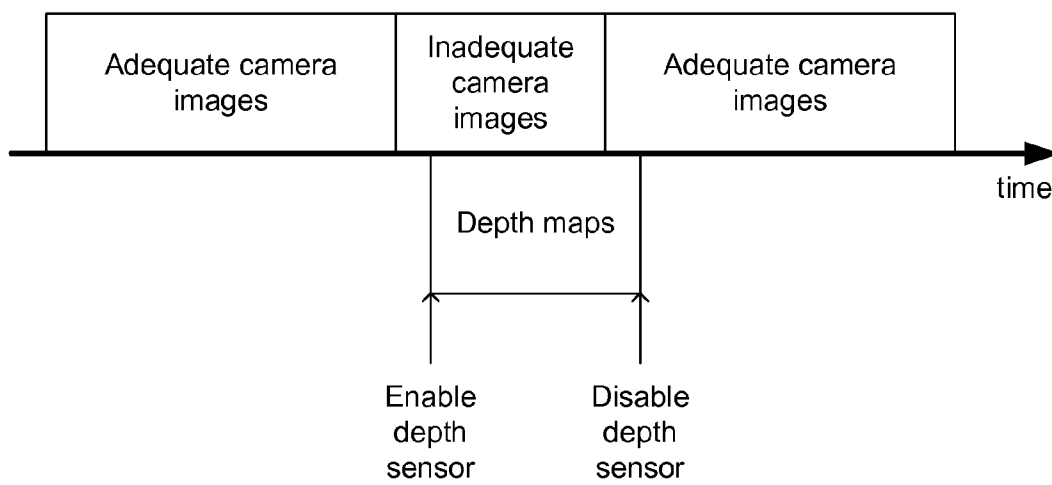 Adequate camera
images
Inadequate
camera
images
Adequate camera
images
time
Depth maps
Enable
depth
sensor
Disable
depth
sensor